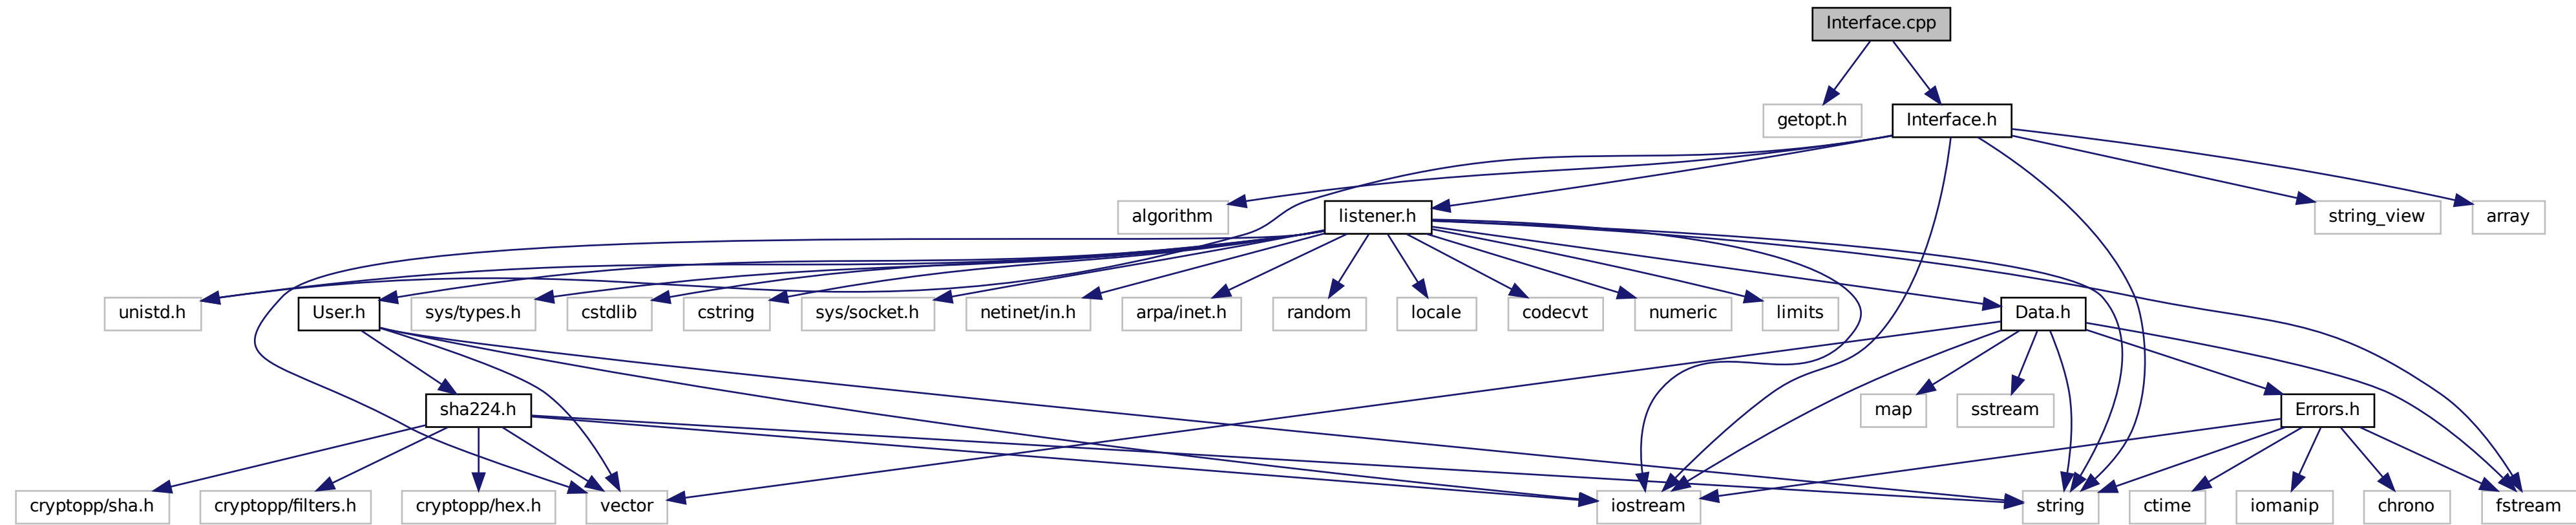 Interface.cpp
getopt.h
Interface.h
algorithm
listener.h
string_view
array
unistd.h
User.h
sys/types.h
cstdlib
cstring
sys/socket.h
netinet/in.h
arpa/inet.h
random
locale
codecvt
numeric
limits
Data.h
sha224.h
map
sstream
Errors.h
cryptopp/sha.h
cryptopp/filters.h
cryptopp/hex.h
vector
iostream
string
ctime
iomanip
chrono
fstream